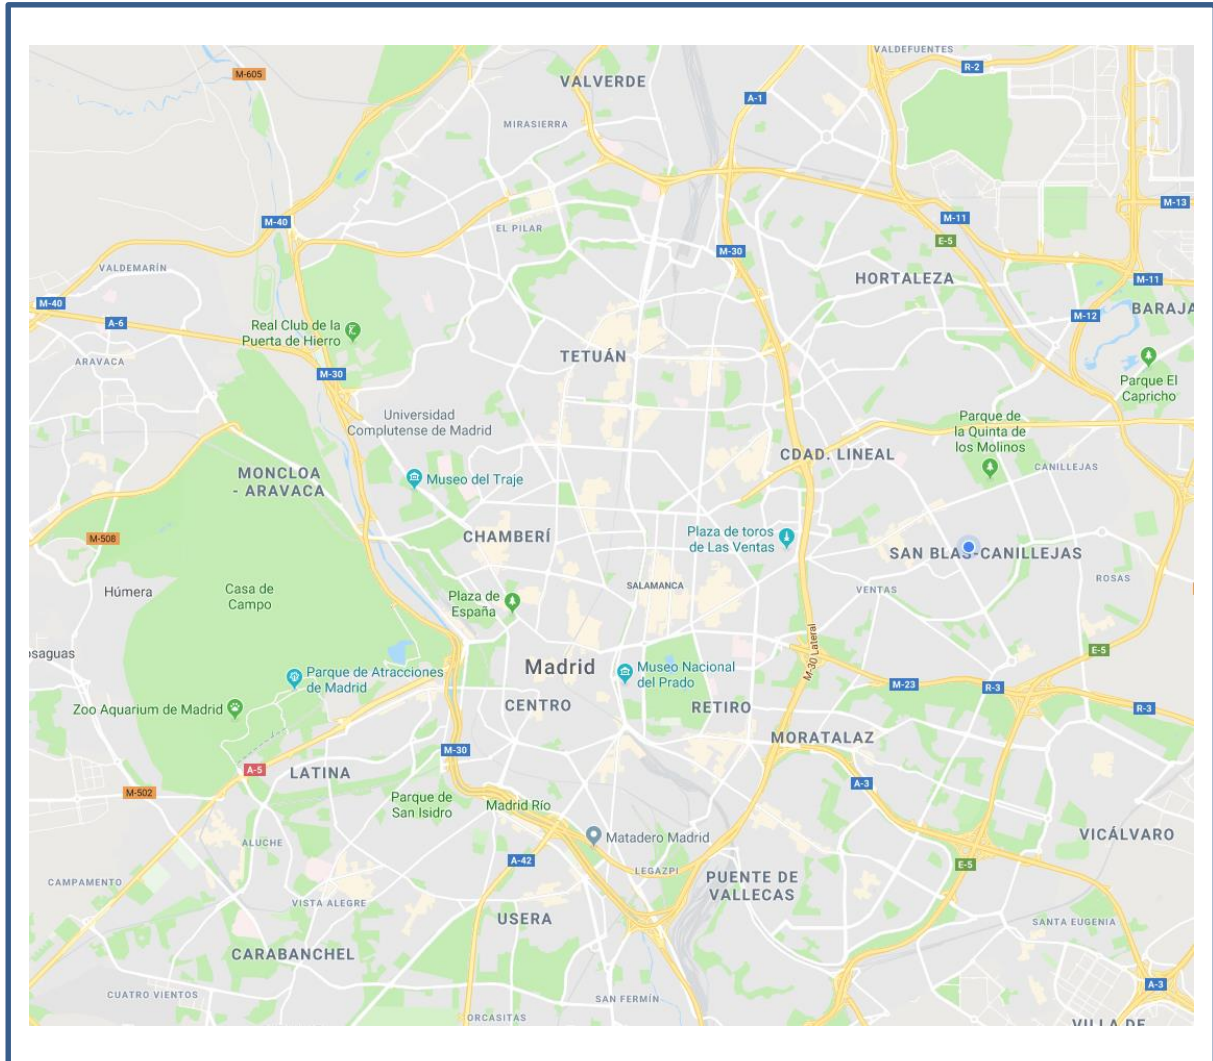 VALDEFUENTES
R-2
M-605
VALVERDE
A-1
MIRASIERRA
M-13
M-40
M-11
EL PILAR
E-5
M-30
VALDEMARÍN
HORTALEZA
M-11
M-40
A-6
M-12
BARAJA
Real Club de la
Puerta de Hierro
ARAVACA
TETUÁN
M-30
Parque El
Capricho
Universidad
Complutense de Madrid
Parque de
la Quinta de
los Molinos
CDAD. LINEAL
CANILLEJAS
MONCLOA
- ARAVACA
Museo del Traje
M-508
CHAMBERÍ
Plaza de toros
de Las Ventas
SAN BLAS-CANILLEJAS
ROSAS
Húmera
Casa de
Campo
SALAMANCA
VENTAS
Plaza de
España
osaguas
M-30 Lateral
E-5
Madrid
Museo Nacional
del Prado
Parque de Atracciones
de Madrid
M-23
R-3
R-3
Zoo Aquarium de Madrid
CENTRO
RETIRO
MORATALAZ
M-30
A-5
LATINA
A-3
M-502
Parque de
San Isidro
Madrid Río
Matadero Madrid
VICÁLVARO
ALUCHE
A-42
LEGAZPI
E-5
CAMPAMENTO
PUENTE DE
VALLECAS
VISTA ALEGRE
USERA
SANTA EUGENIA
CARABANCHEL
A-3
CUATRO VIENTOS
SAN FERMÍN
ORCASITAS
VILLA DE